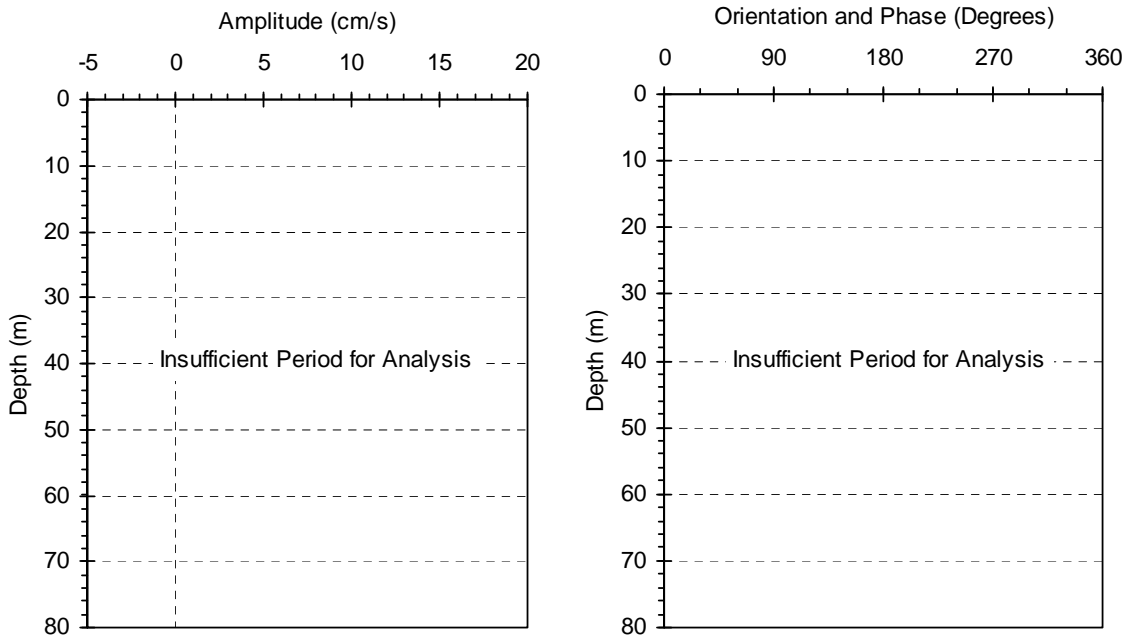 Amplitude (cm/s)
-5 0 5 10 15 20
0
10
20
30
40
50
60
70
80
Depth (m)
Insufficient Period for Analysis
Orientation and Phase (Degrees)
0 90 180 270 360
0
10
20
30
40
50
60
70
80
Depth (m)
Insufficient Period for Analysis